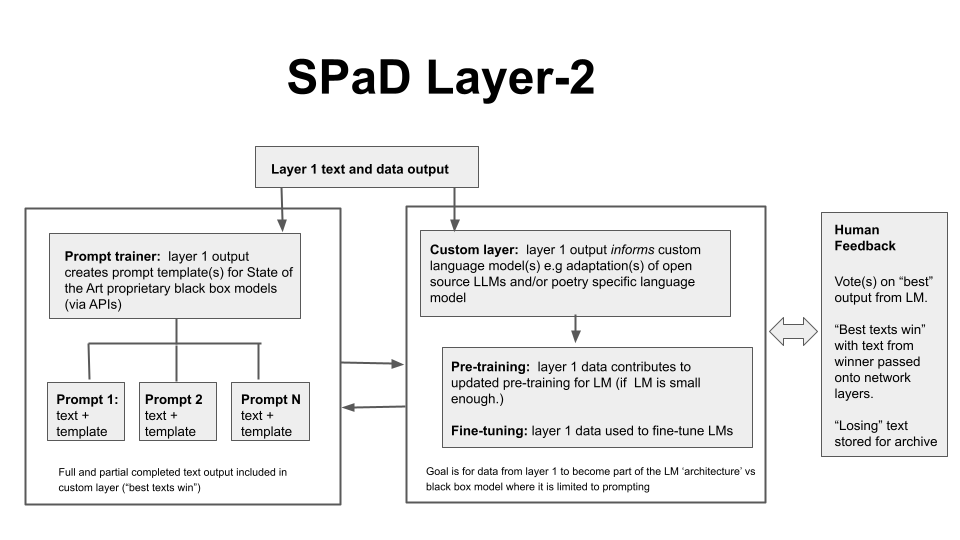 SPaD Layer-2
Layer 1 text and data output
Prompt trainer:  layer 1 output
creates prompt template(s) for State of
the Art proprietary black box models
(via APIs)
Prompt 1:
text +
template
Prompt 2
text +
template
Prompt N
text +
template
Full and partial completed text output included in
custom layer (“best texts win”)
Custom layer:  layer 1 output informs custom
language model(s) e.g adaptation(s) of open
source LLMs and/or poetry specific language
model
Pre-training:  layer 1 data contributes to
updated pre-training for LM (if  LM is small
enough.)
Fine-tuning: layer 1 data used to fine-tune LMs
Goal is for data from layer 1 to become part of the LM ‘architecture’ vs
black box model where it is limited to prompting
Human
Feedback
Vote(s) on “best”
output from LM.
“Best texts win”
with text from
winner passed
onto network
layers.
“Losing” text
stored for archive